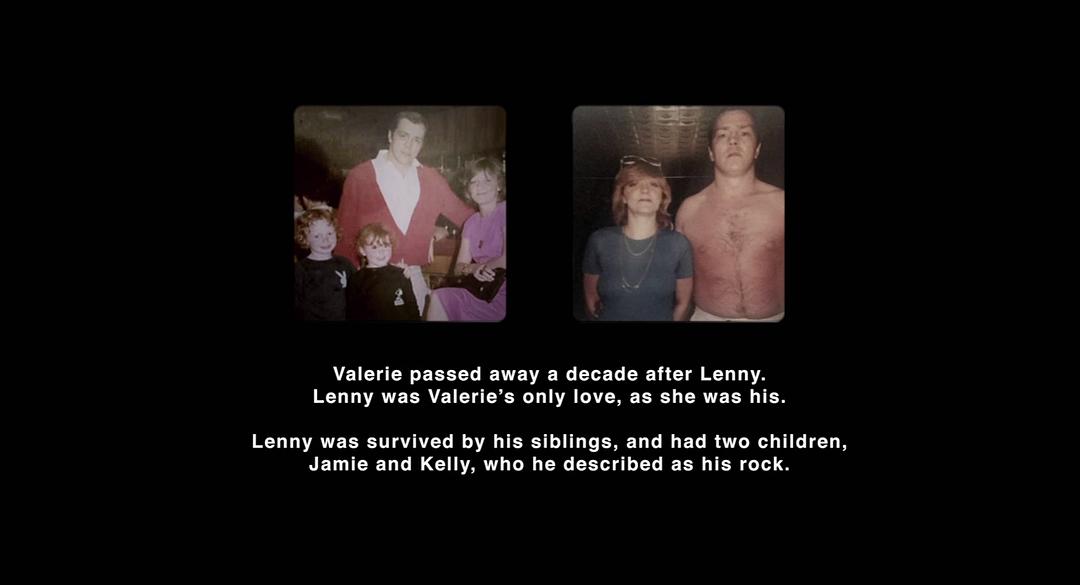 Valerie passed away a decade after Lenny.
Lenny was Valerie’s only love, as she was his.
Lenny was survived by his siblings, and had two children,
Jamie and Kelly, who he described as his rock.